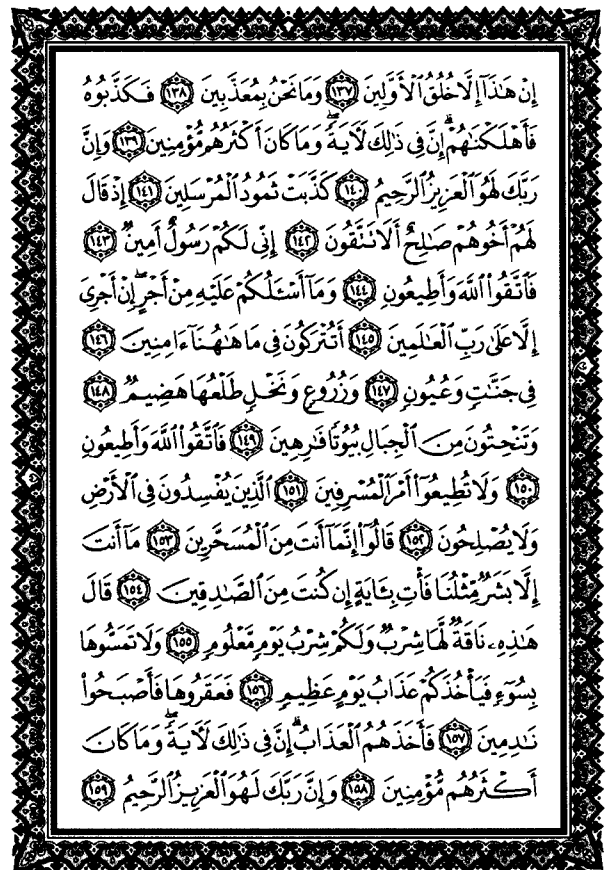 إِنْ هَٰذَآ إِلَّا خُلُقُ ٱلْأَوَّلِينَ ١٣٧ وَمَا نَحْنُ بِمُعَذَّبِينَ ١٣٨ فَكَذَّبُوهُ
فَأَهْلَكْنَٰهُمْ ۗ إِنَّ فِى ذَٰلِكَ لَءَايَةً ۖ وَمَا كَانَ أَكْثَرُهُم مُّؤْمِنِينَ ١٣٩ وَإِنَّ
رَبَّكَ لَهُوَ ٱلْعَزِيزُ ٱلرَّحِيمُ ١٤٠ كَذَّبَتْ ثَمُودُ ٱلْمُرْسَلِينَ ١٤١ إِذْ قَالَ
لَهُمْ أَخُوهُمْ صَٰلِحٌ أَلَا تَتَّقُونَ ١٤٢ إِنِّى لَكُمْ رَسُولٌ أَمِينٌ ١٤٣
فَٱتَّقُوا۟ ٱللَّهَ وَأَطِيعُونِ ١٤٤ وَمَآ أَسْـَٔلُكُمْ عَلَيْهِ مِنْ أَجْرٍ ۖ إِنْ أَجْرِىَ
إِلَّا عَلَىٰ رَبِّ ٱلْعَٰلَمِينَ ١٤٥ أَتُتْرَكُونَ فِى مَا هَٰهُنَآ ءَامِنِينَ ١٤٦
فِى جَنَّٰتٍ وَعُيُونٍ ١٤٧ وَزُرُوعٍ وَنَخْلٍ طَلْعُهَا هَضِيمٌ ١٤٨
وَتَنْحِتُونَ مِنَ ٱلْجِبَالِ بُيُوتًا فَٰرِهِينَ ١٤٩ فَٱتَّقُوا۟ ٱللَّهَ وَأَطِيعُونِ
١٥٠ وَلَا تُطِيعُوٓا۟ أَمْرَ ٱلْمُسْرِفِينَ ١٥١ ٱلَّذِينَ يُفْسِدُونَ فِى ٱلْأَرْضِ
وَلَا يُصْلِحُونَ ١٥٢ قَالُوٓا۟ إِنَّمَآ أَنتَ مِنَ ٱلْمُسَحَّرِينَ ١٥٣ مَآ أَنتَ
إِلَّا بَشَرٌ مِّثْلُنَا فَأْتِ بِـَٔايَةٍ إِن كُنتَ مِنَ ٱلصَّٰدِقِينَ ١٥٤ قَالَ
هَٰذِهِۦ نَاقَةٌ لَّهَا شِرْبٌ وَلَكُمْ شِرْبُ يَوْمٍ مَّعْلُومٍ ١٥٥ وَلَا تَمَسُّوهَا
بِسُوٓءٍ فَيَأْخُذَكُمْ عَذَابُ يَوْمٍ عَظِيمٍ ١٥٦ فَعَقَرُوهَا فَأَصْبَحُوا۟
نَٰدِمِينَ ١٥٧ فَأَخَذَهُمُ ٱلْعَذَابُ ۗ إِنَّ فِى ذَٰلِكَ لَءَايَةً ۖ وَمَا كَانَ
أَكْثَرُهُم مُّؤْمِنِينَ ١٥٨ وَإِنَّ رَبَّكَ لَهُوَ ٱلْعَزِيزُ ٱلرَّحِيمُ ١٥٩